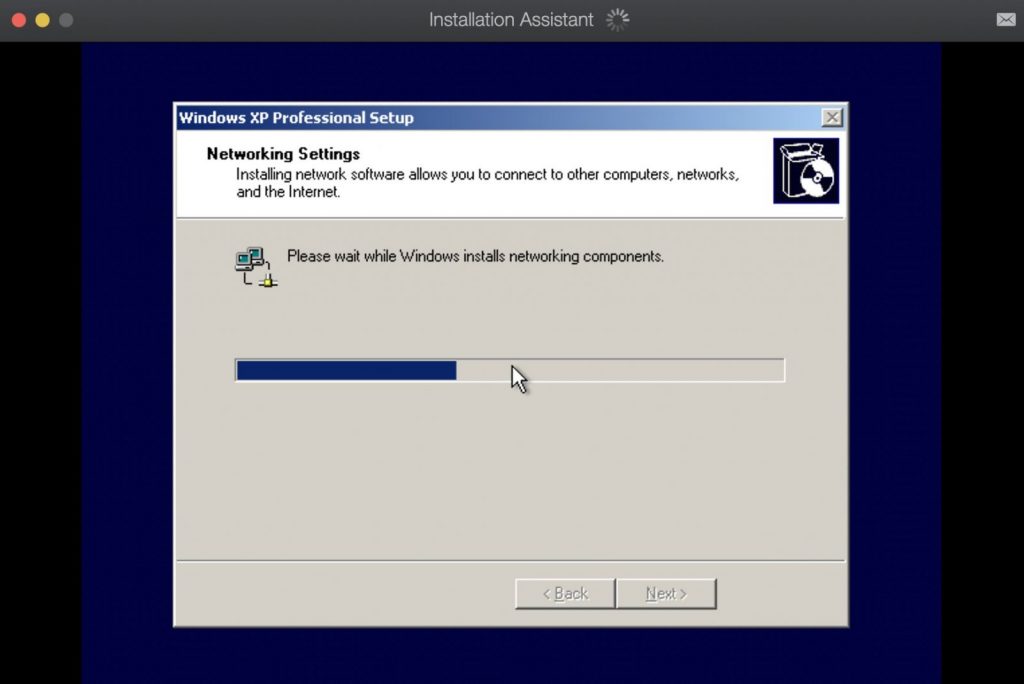 Installation Assistant
Windows XP Professional Setup
Networking Settings
Installing network software allows you to connect to other computers, networks,
and the Internet.
Please wait while Windows installs networking components.
< Back
Next >